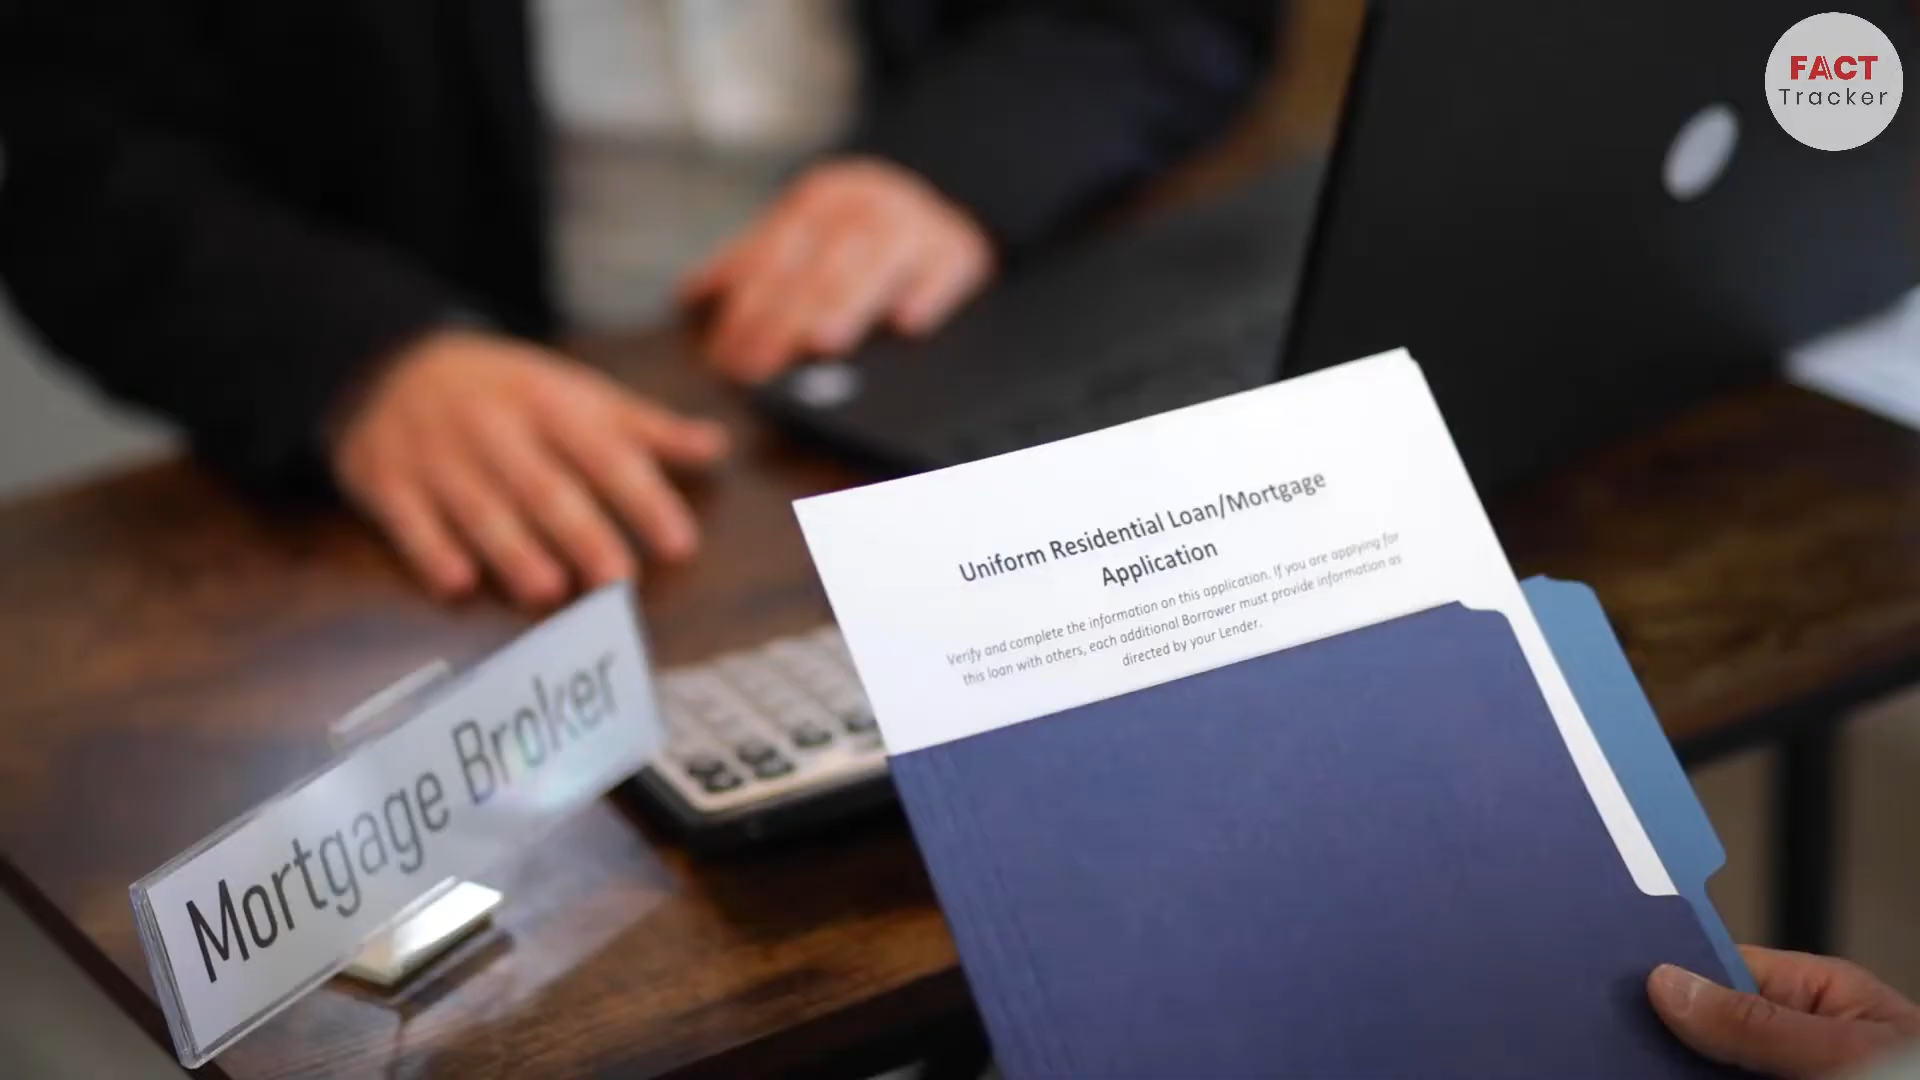 FACT
Tracker
Uniform Residential Loan/Mortgage
Application
Verify and complete the information on this application. If you are applying for
this loan with others, each additional Borrower must provide information as
directed by your Lender.
Mortgage Broker